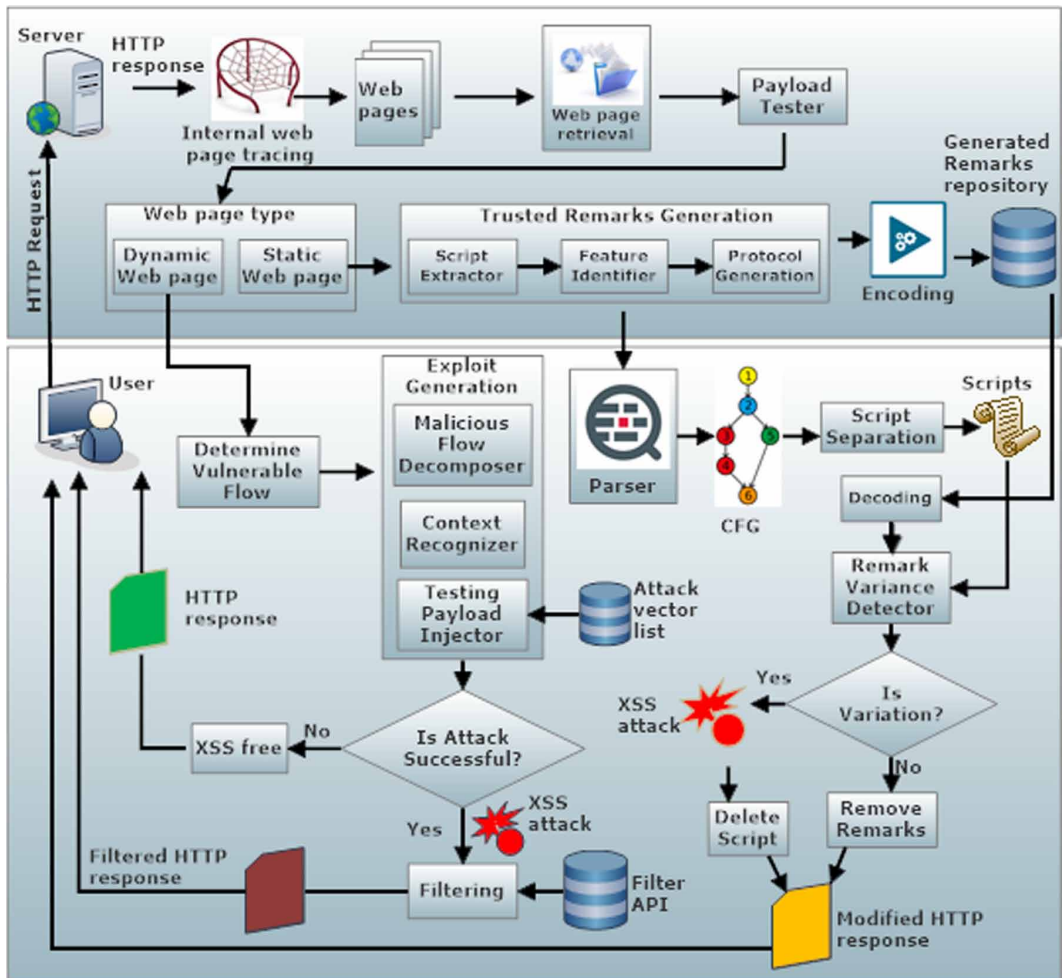 Server
HTTP
response
Internal web
page tracing
Web
pages
Web page
retrieval
Payload
Tester
Generated
Remarks
repository
HTTP Request
Web page type
Dynamic
Web page
Static
Web page
Trusted Remarks Generation
Script
Extractor
Feature
Identifier
Protocol
Generation
Encoding
User
Determine
Vulnerable
Flow
Exploit
Generation
Malicious
Flow
Decomposer
Context
Recognizer
Testing
Payload
Injector
Attack
vector
list
Parser
1
2
3
5
4
6
CFG
Script
Separation
Scripts
Decoding
Remark
Variance
Detector
Is
Variation?
Yes
XSS
attack
No
Delete
Script
Remove
Remarks
Modified HTTP
response
HTTP
response
XSS free
No
Is Attack
Successful?
Yes
XSS
attack
Filtering
Filter
API
Filtered HTTP
response